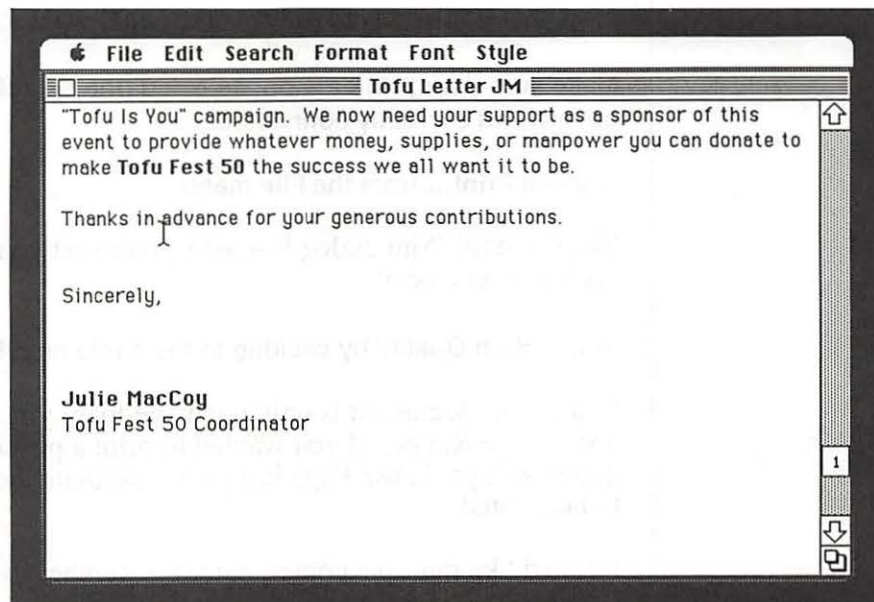 File Edit Search Format Font Style
Tofu Letter JM
"Tofu Is You" campaign. We now need your support as a sponsor of this
event to provide whatever money, supplies, or manpower you can donate to
make Tofu Fest 50 the success we all want it to be.
Thanks in advance for your generous contributions.
Sincerely,
Julie MacCoy
Tofu Fest 50 Coordinator
1